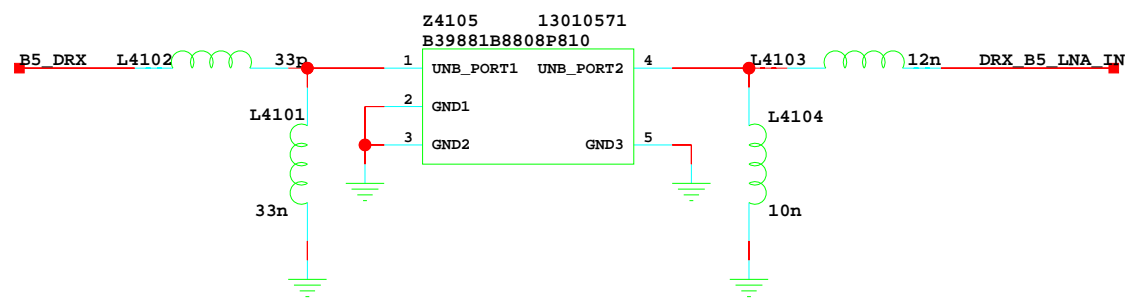 Z4105 13010571
B39881B8808P810
B5_DRX L4102 33p 1 UNB_PORT1 UNB_PORT2 4 L4103 12n DRX_B5_LNA_IN
2 GND1
L4101 L4104
3 GND2 GND3 5
33n 10n